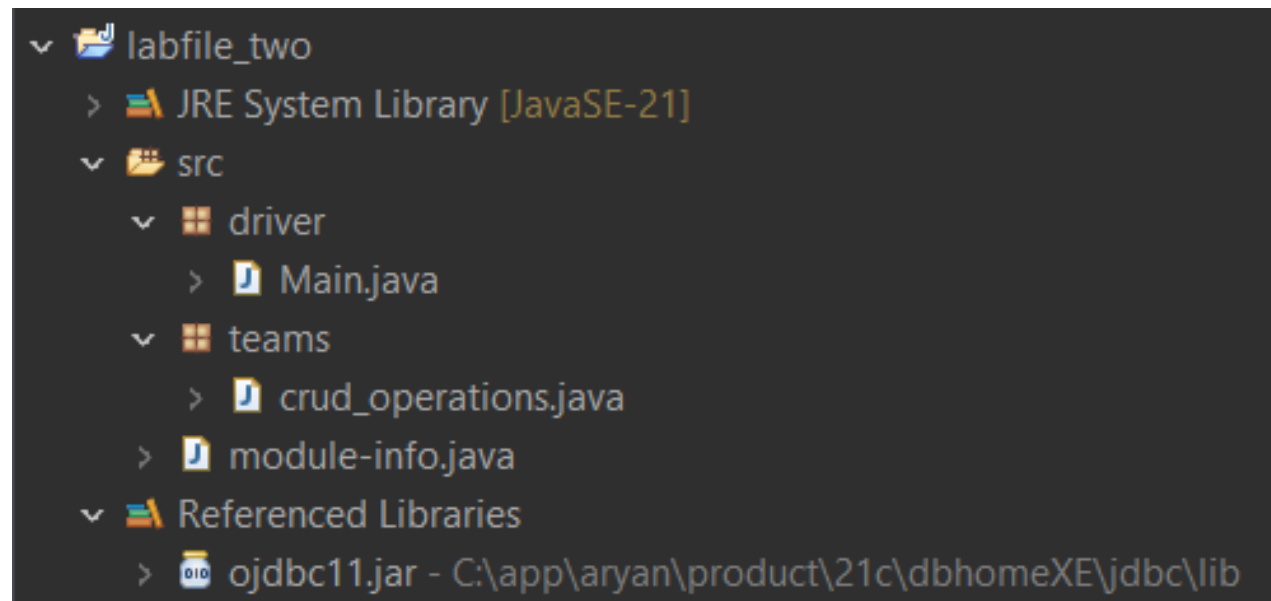 labfile_two
JRE System Library [JavaSE-21]
src
driver
Main.java
teams
crud_operations.java
module-info.java
Referenced Libraries
ojdbc11.jar - C:\app\aryan\product\21c\dbhomeXE\jdbc\lib